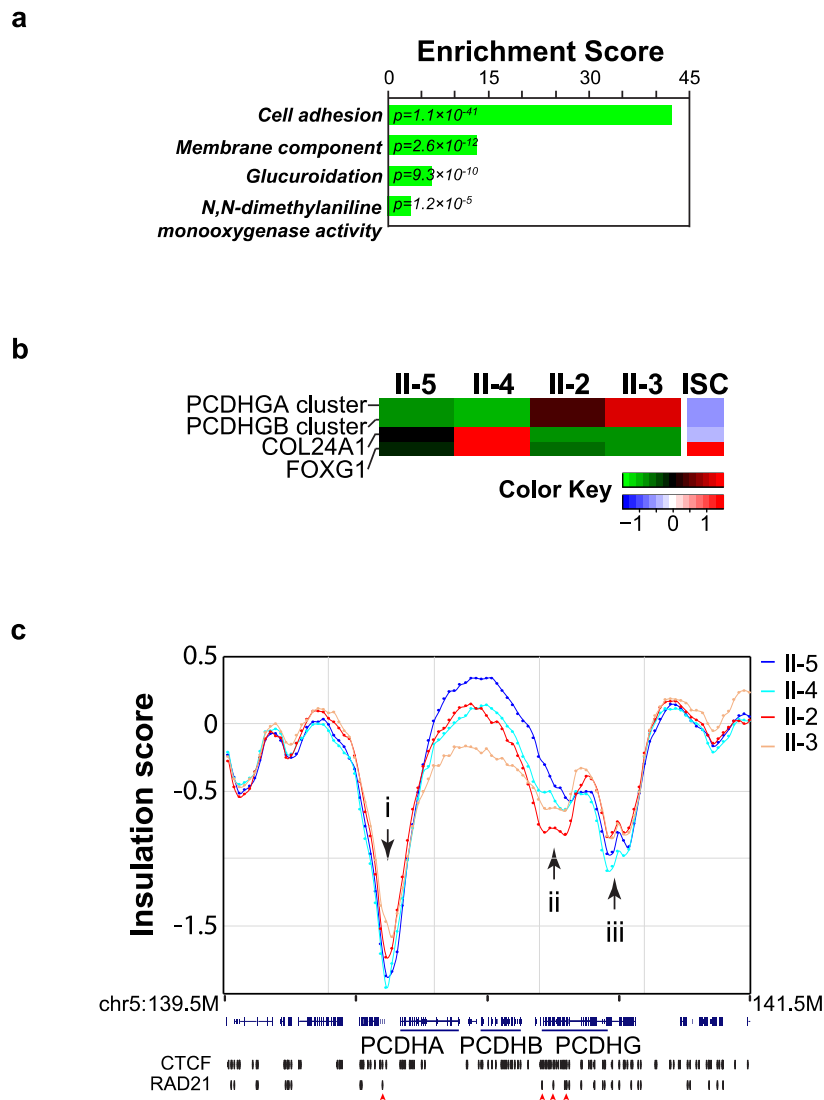 a
Enrichment Score
0 15 30 45
Cell adhesion p=1.1×10-41
Membrane component p=2.6×10-12
Glucuroidation p=9.3×10-10
N,N-dimethylaniline p=1.2×10-5
monooxygenase activity
b
II-5 II-4 II-2 II-3 ISC
PCDHGA cluster
PCDHGB cluster
COL24A1
FOXG1
Color Key
−1 0 1
c
0.5
0
-0.5
-1.5
Insulation score
i
ii
iii
II-5
II-4
II-2
II-3
chr5:139.5M 141.5M
PCDHA PCDHB PCDHG
CTCF
RAD21